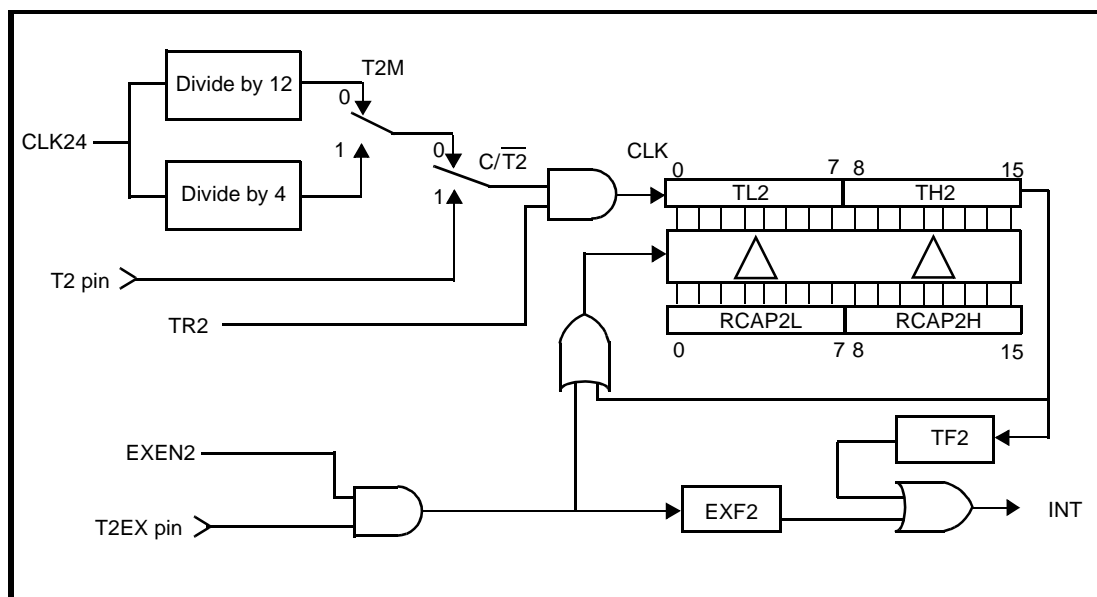 Divide by 12
T2M
0
CLK24
1
Divide by 4
0
C/T2
1
CLK
0
7
8
15
TL2
TH2
T2 pin
TR2
RCAP2L
RCAP2H
0
7
8
15
EXEN2
TF2
T2EX pin
EXF2
INT